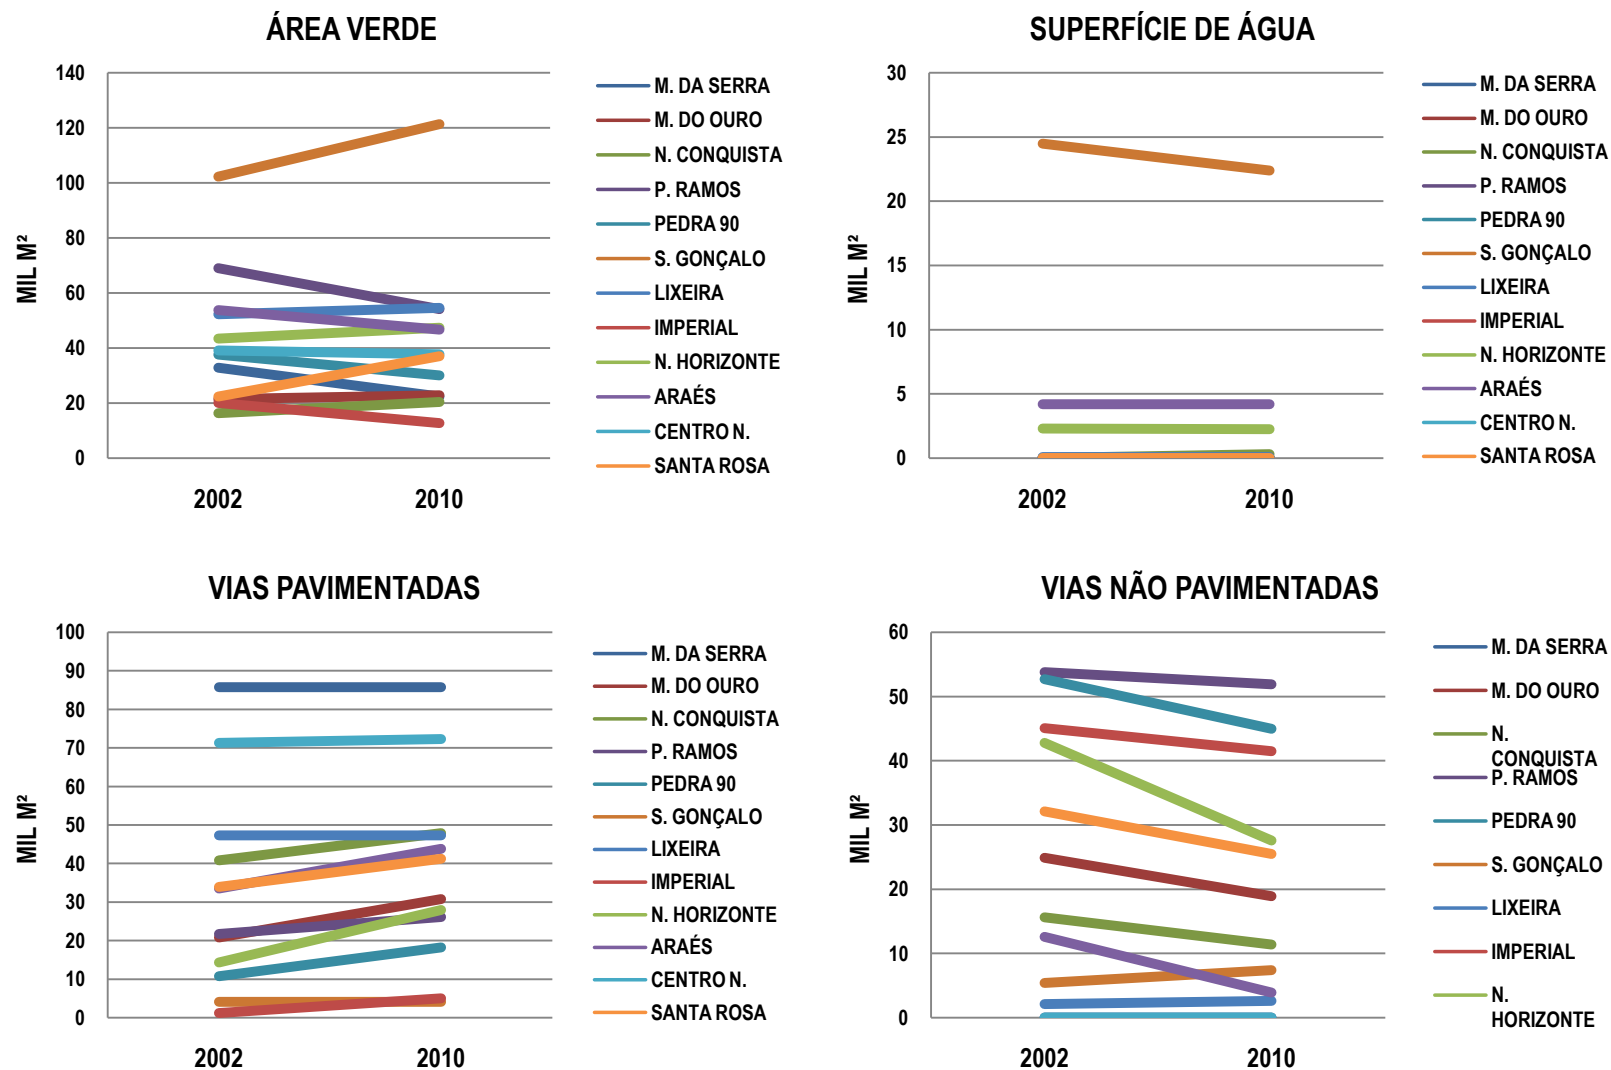 ÁREA VERDE
140
120
100
80
60
40
20
0
MIL M²
2002
2010
M. DA SERRA
M. DO OURO
N. CONQUISTA
P. RAMOS
PEDRA 90
S. GONÇALO
LIXEIRA
IMPERIAL
N. HORIZONTE
ARAÉS
CENTRO N.
SANTA ROSA
SUPERFÍCIE DE ÁGUA
30
25
20
15
10
5
0
MIL M²
2002
2010
M. DA SERRA
M. DO OURO
N. CONQUISTA
P. RAMOS
PEDRA 90
S. GONÇALO
LIXEIRA
IMPERIAL
N. HORIZONTE
ARAÉS
CENTRO N.
SANTA ROSA
VIAS PAVIMENTADAS
100
90
80
70
60
50
40
30
20
10
0
MIL M²
2002
2010
M. DA SERRA
M. DO OURO
N. CONQUISTA
P. RAMOS
PEDRA 90
S. GONÇALO
LIXEIRA
IMPERIAL
N. HORIZONTE
ARAÉS
CENTRO N.
SANTA ROSA
VIAS NÃO PAVIMENTADAS
60
50
40
30
20
10
0
MIL M²
2002
2010
M. DA SERRA
M. DO OURO
N.
CONQUISTA
P. RAMOS
PEDRA 90
S. GONÇALO
LIXEIRA
IMPERIAL
N.
HORIZONTE